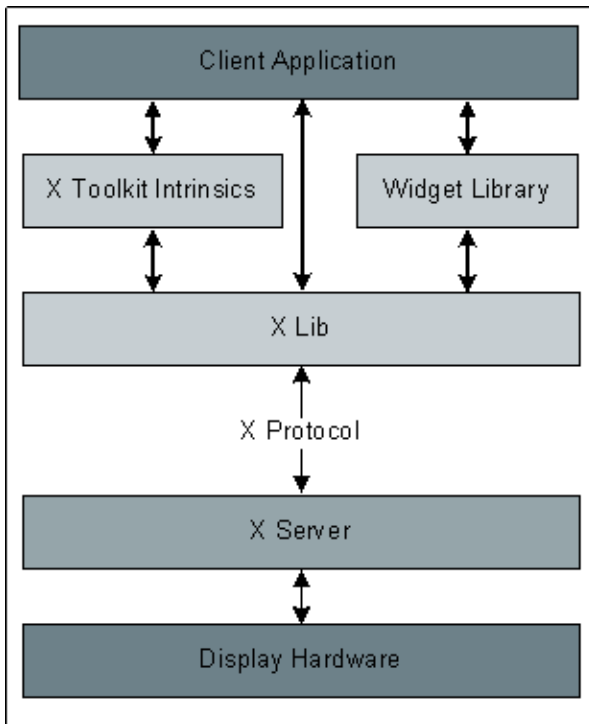 Client Application
X Toolkit Intrinsics
Widget Library
X Lib
X Protocol
X Server
Display Hardware